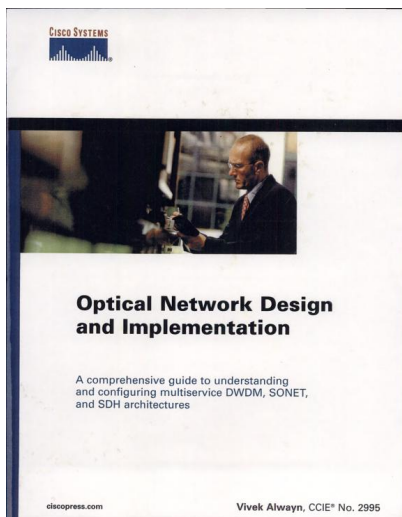 CISCO SYSTEMS
®
Optical Network Design
and Implementation
A comprehensive guide to understanding
and configuring multiservice DWDM, SONET,
and SDH architectures
ciscopress.com
Vivek Alwayn, CCIE® No. 2995